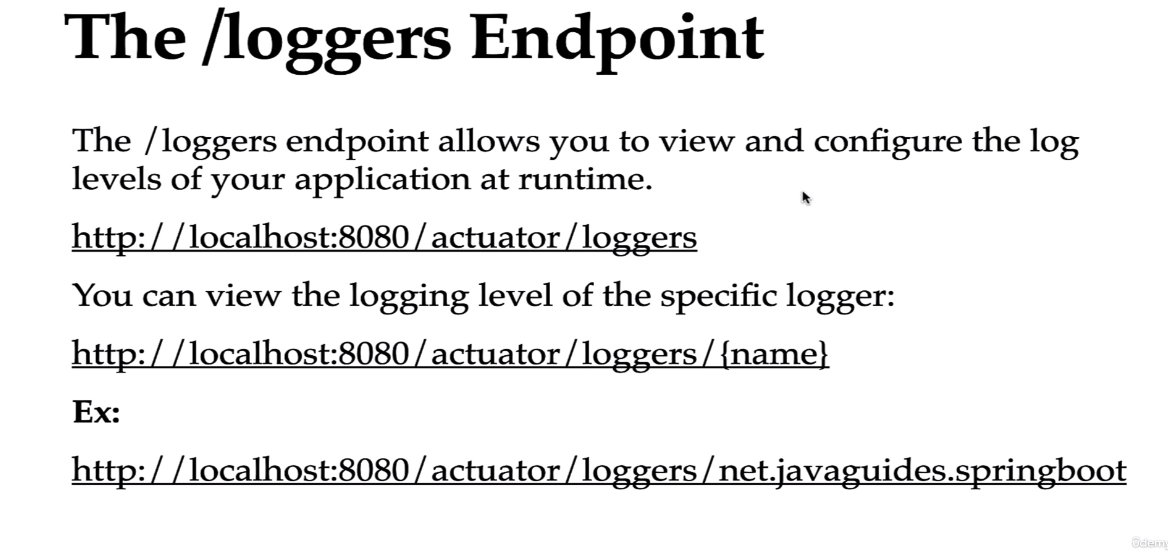 The /loggers Endpoint
The /loggers endpoint allows you to view and configure the log
levels of your application at runtime.
http://localhost:8080/actuator/loggers
You can view the logging level of the specific logger:
http://localhost:8080/actuator/loggers/{name}
Ex:
http://localhost:8080/actuator/loggers/net.javaguides.springboot
Udemy